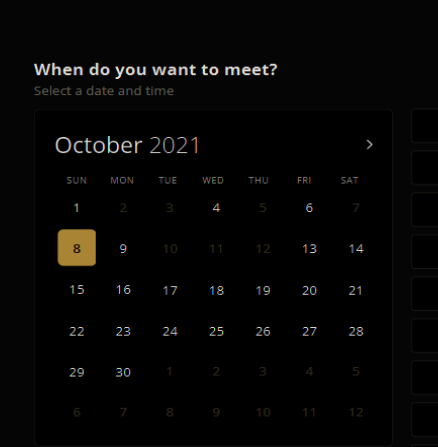 When do you want to meet?
Select a date and time
October 2021
SUN MON TUE WED THU FRI SAT
1 2 3 4 5 6 7
8 9 10 11 12 13 14
15 16 17 18 19 20 21
22 23 24 25 26 27 28
29 30 1 2 3 4 5
6 7 8 9 10 11 12